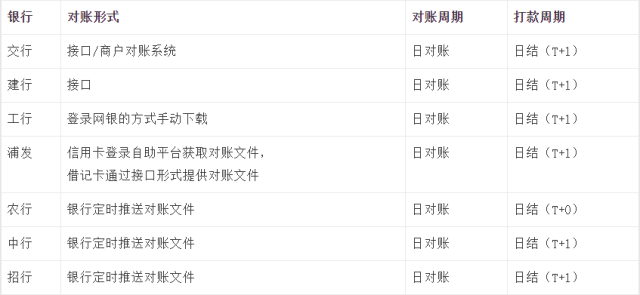 银行 对账形式 对账周期 打款周期
交行 接口/商户对账系统 日对账 日结（T+1）
建行 接口 日对账 日结（T+1）
工行 登录网银的方式手动下载 日对账 日结（T+1）
浦发 信用卡登录自助平台获取对账文件， 日对账 日结（T+1）
借记卡通过接口形式提供对账文件
农行 银行定时推送对账文件 日对账 日结（T+0）
中行 银行定时推送对账文件 日对账 日结（T+1）
招行 银行定时推送对账文件 日对账 日结（T+1）